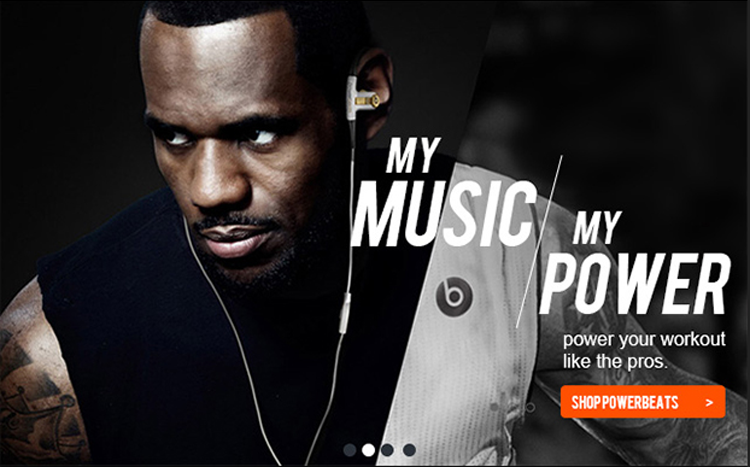 MY
MUSIC
MY
POWER
power your workout
like the pros.
SHOP POWERBEATS >
b
b